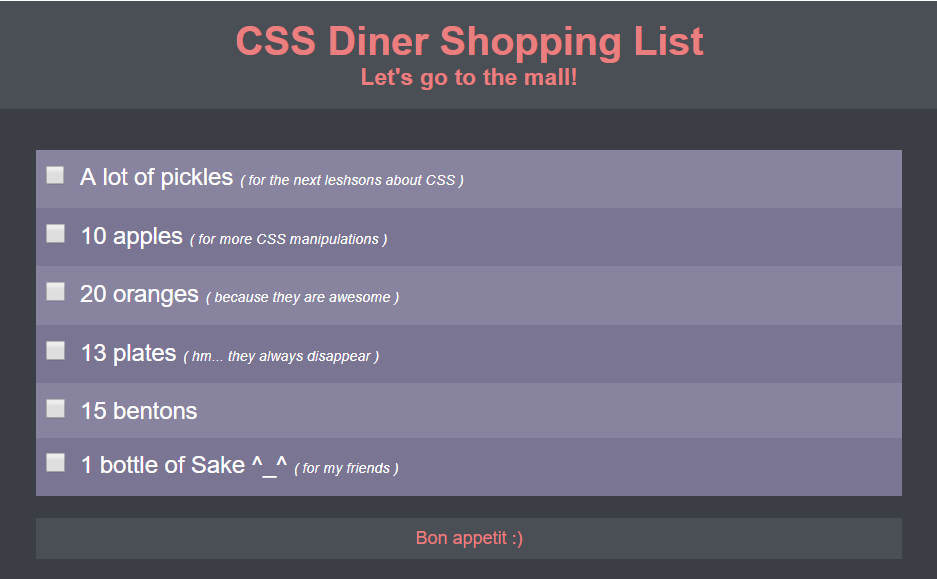 CSS Diner Shopping List
Let's go to the mall!
A lot of pickles ( for the next leshsons about CSS )
10 apples ( for more CSS manipulations )
20 oranges ( because they are awesome )
13 plates ( hm... they always disappear )
15 bentons
1 bottle of Sake ^_^ ( for my friends )
Bon appetit :)